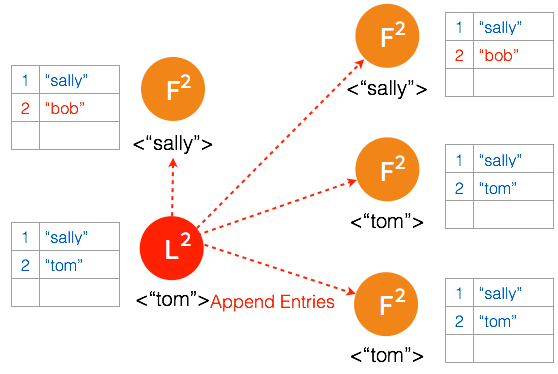 1 “sally”
2 “bob”
F²
<“sally”>
F²
<“sally”>
1 “sally”
2 “bob”
F²
<“tom”>
1 “sally”
2 “tom”
1 “sally”
2 “tom”
L²
<“tom”>
Append Entries
F²
<“tom”>
1 “sally”
2 “tom”